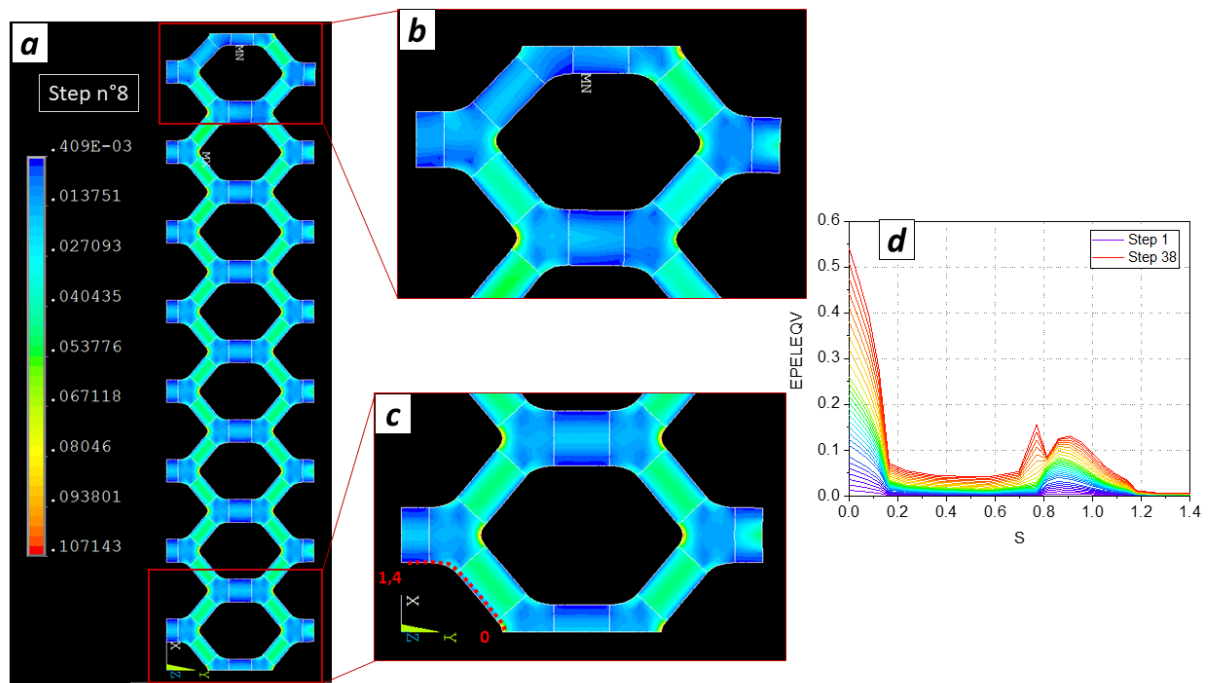 a
Step n°8
.409E-03
.013751
.027093
.040435
.053776
.067118
.08046
.093801
.107143
MN
MX
X
Z
Y
b
MN
c
1,4
X
Z
Y
0
d
Step 1
Step 38
EPELEQV
0.6
0.5
0.4
0.3
0.2
0.1
0.0
0.0 0.2 0.4 0.6 0.8 1.0 1.2 1.4
S